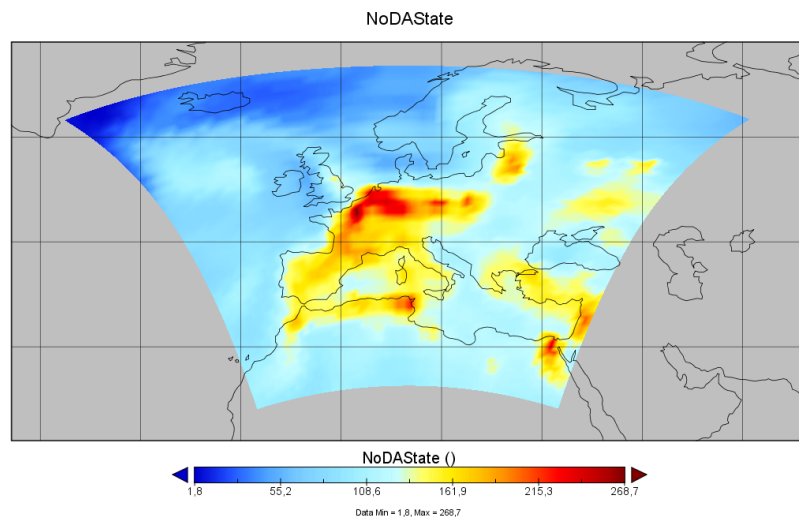 NoDAState
NoDAState ()
1,8 55,2 108,6 161,9 215,3 268,7
Data Min = 1,8, Max = 268,7